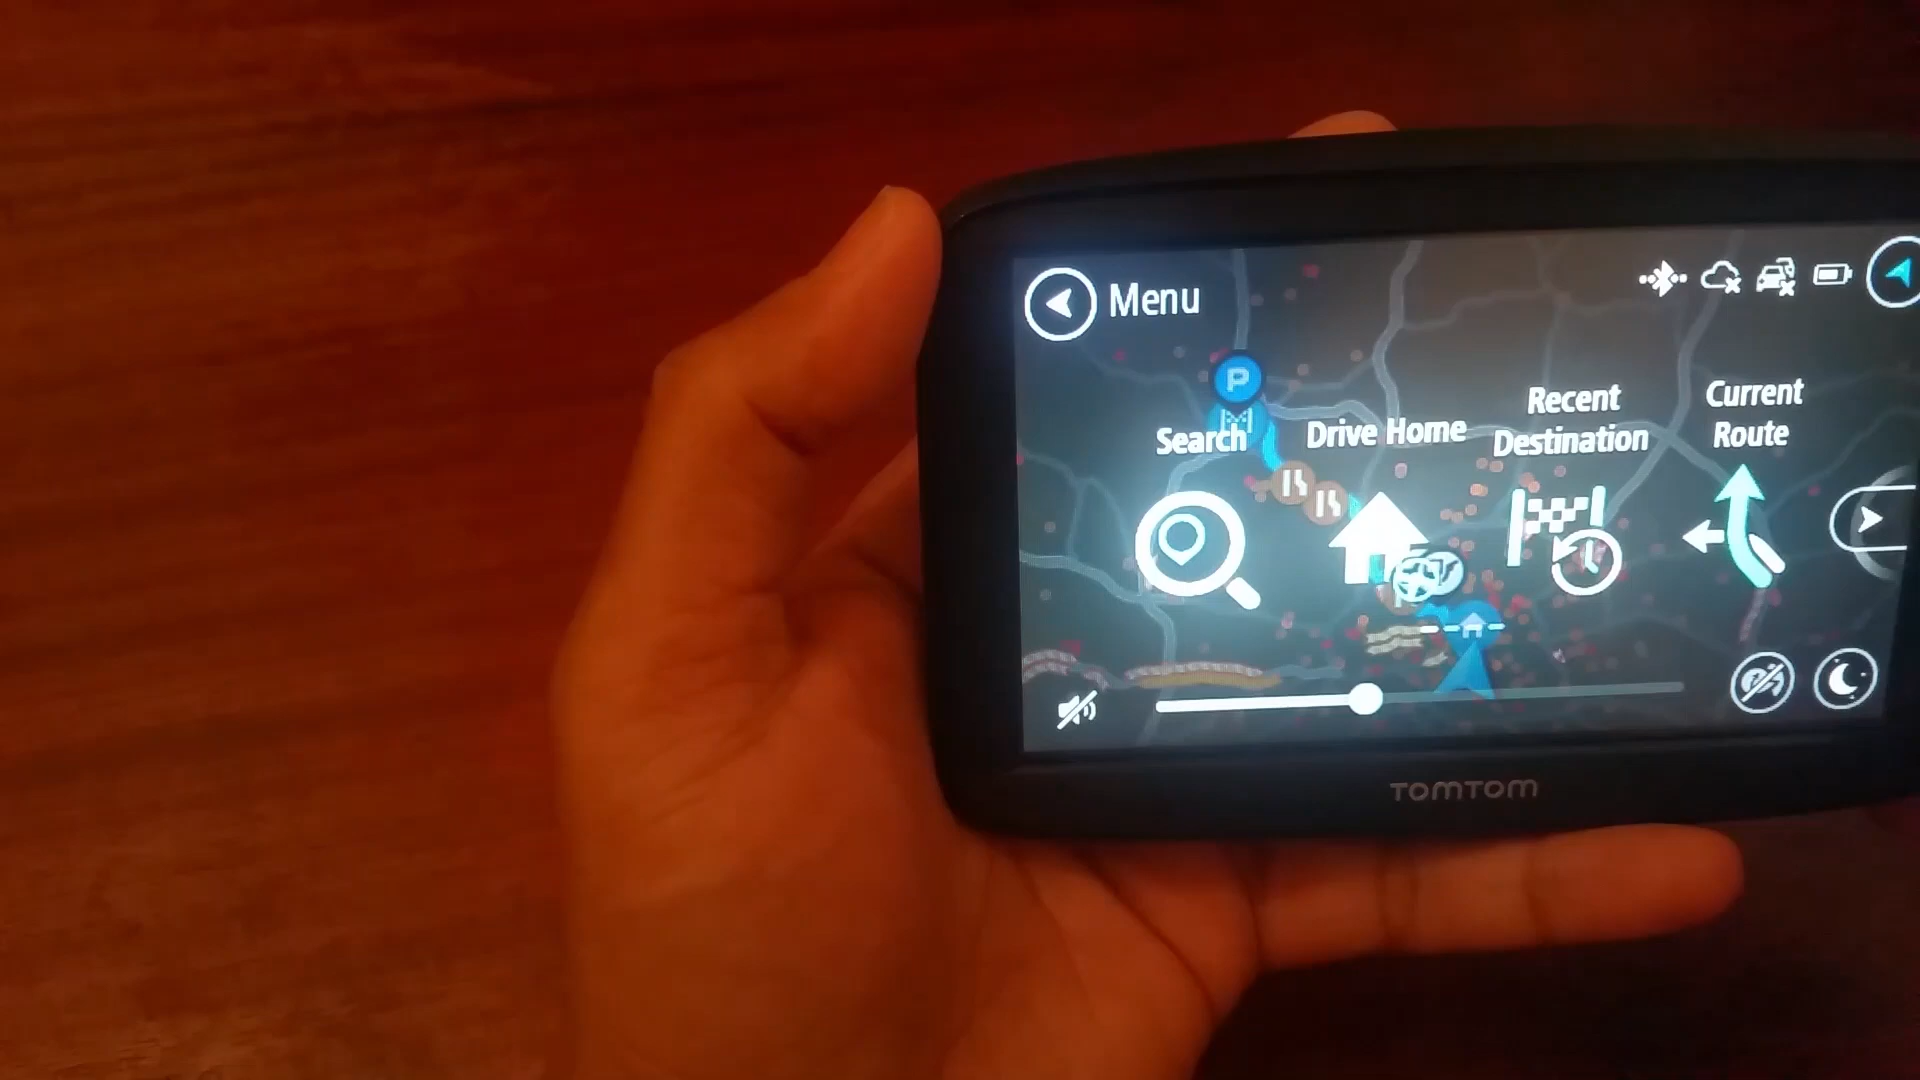 Menu
P
Search
Drive Home
Recent
Destination
Current
Route
TOMTOM